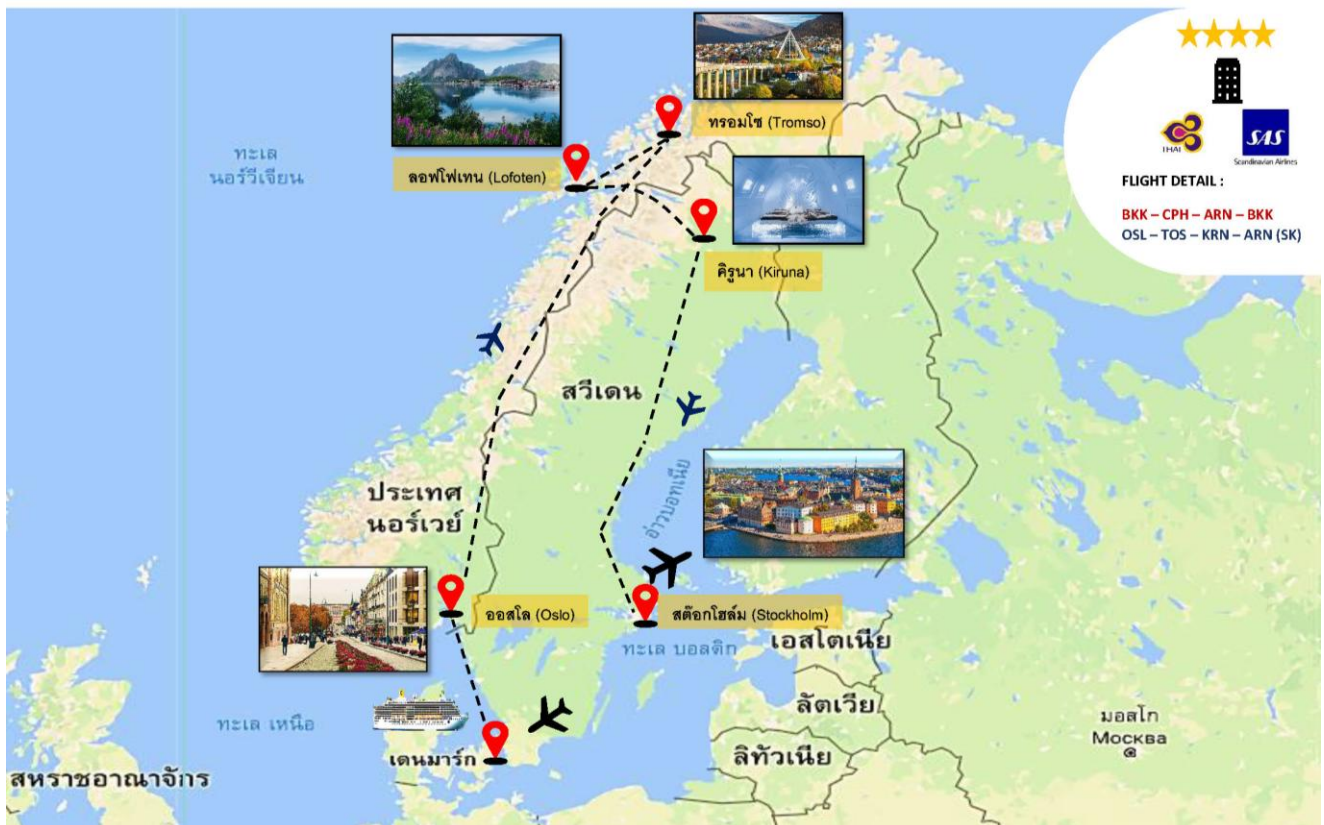 THAI
SAS
Scandinavian Airlines
FLIGHT DETAIL :
BKK – CPH – ARN – BKK
OSL – TOS – KRN – ARN (SK)
ทรอมโซ (Tromso)
ทะเล
นอร์วีเจียน
ลอฟโฟเทน (Lofoten)
คิรูนา (Kiruna)
สวีเดน
ประเทศ
นอร์เวย์
อ่าวบอทเนีย
ออสโล (Oslo)
สต๊อกโฮล์ม (Stockholm)
ทะเล บอลติก
เอสโตเนีย
ลัตเวีย
ทะเล เหนือ
มอสโก
Москва
เดนมาร์ก
ลิทัวเนีย
สหราชอาณาจักร